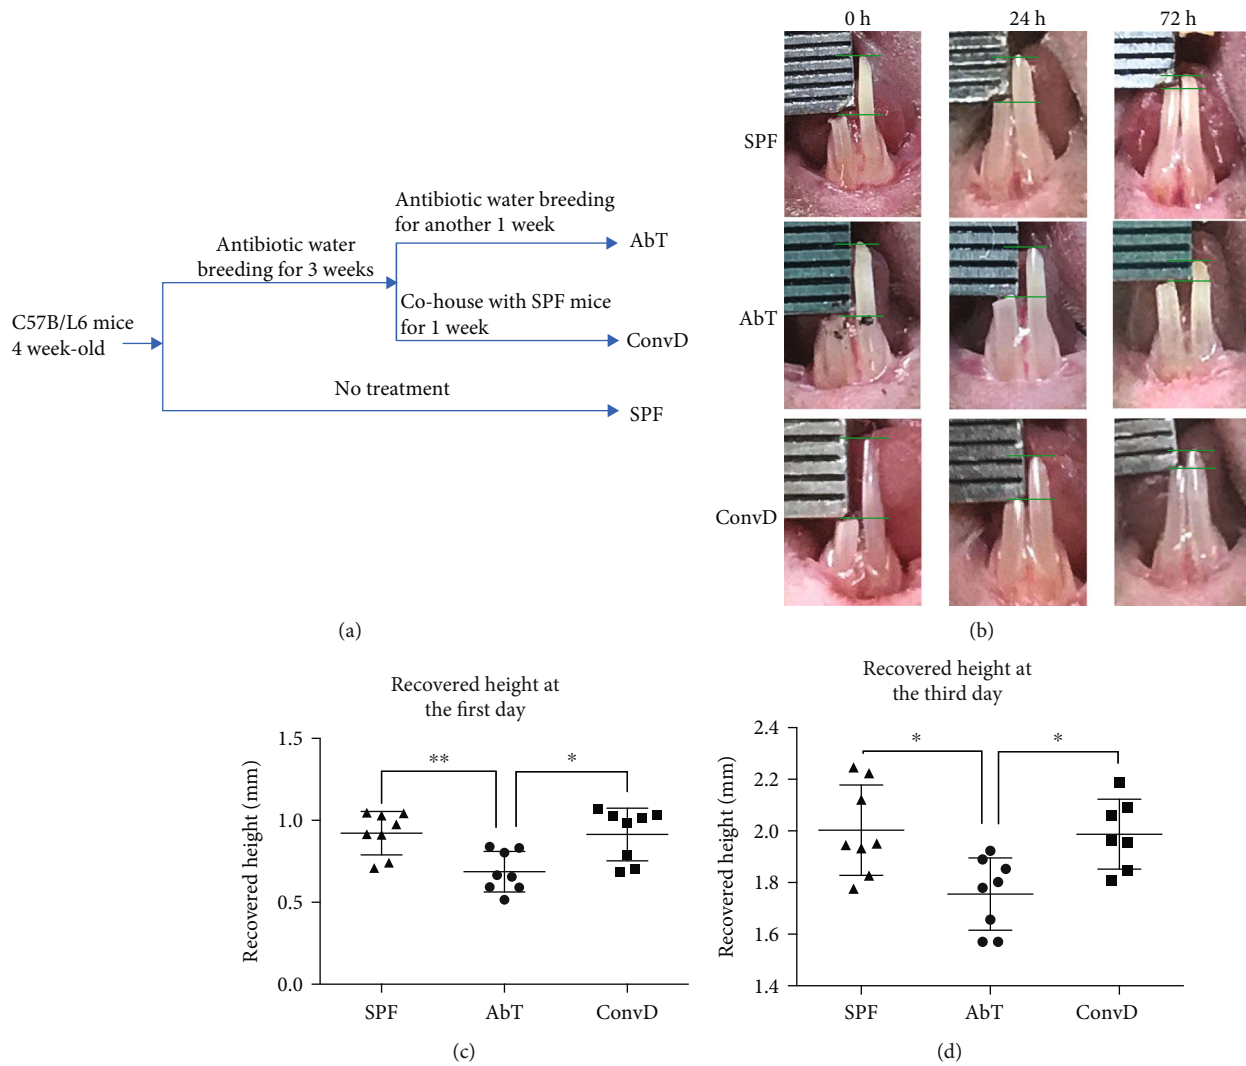 C57B/L6 mice
4 week-old
Antibiotic water
breeding for 3 weeks
Antibiotic water breeding
for another 1 week
AbT
Co-house with SPF mice
for 1 week
ConvD
No treatment
SPF
(a)
0 h
24 h
72 h
SPF
AbT
ConvD
(b)
Recovered height at
the first day
Recovered height (mm)
1.5
1.0
0.5
0.0
**
*
SPF
AbT
ConvD
(c)
Recovered height at
the third day
Recovered height (mm)
2.4
2.2
2.0
1.8
1.6
1.4
*
*
SPF
AbT
ConvD
(d)